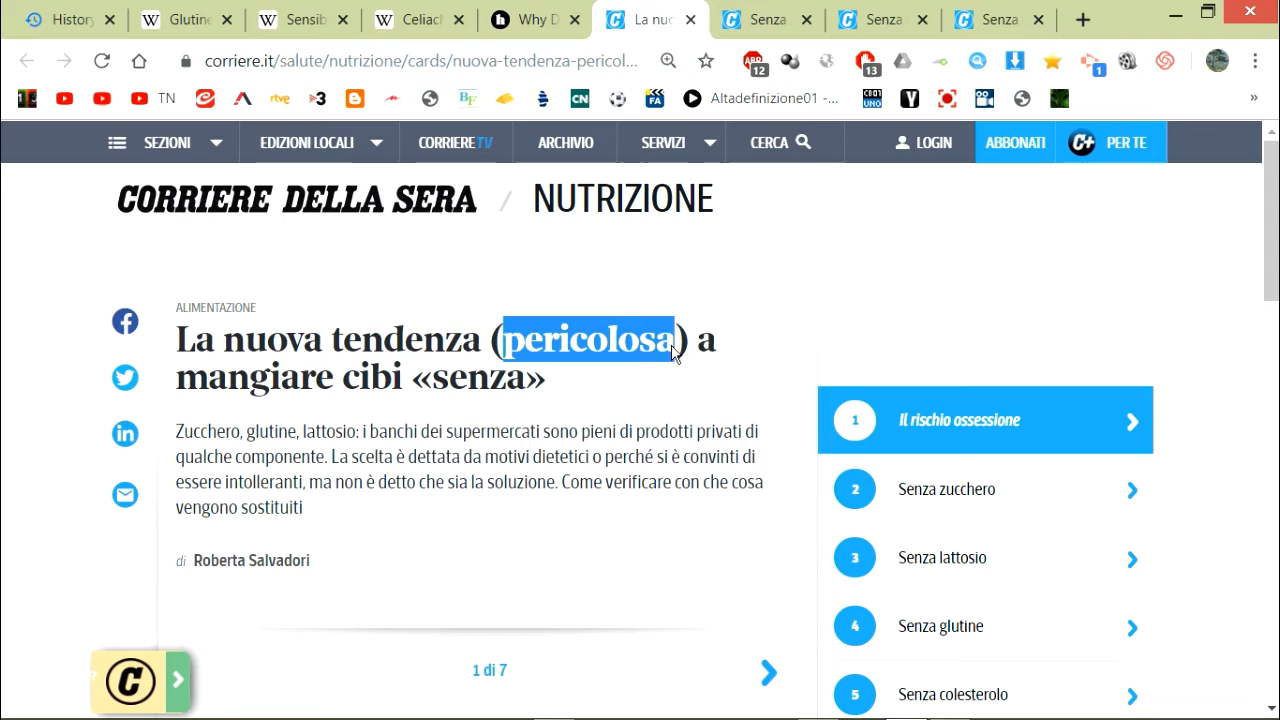 History
Glutine
Sensib
Celiach
Why D
La nuo
Senza
Senza
Senza
corriere.it/salute/nutrizione/cards/nuova-tendenza-pericol...
ABP
12
13
1
TN
rtve
3
BF
CN
FA
Altadefinizione01 -...
CB01
UNO
Y
»
SEZIONI
EDIZIONI LOCALI
CORRIERE TV
ARCHIVIO
SERVIZI
CERCA
LOGIN
ABBONATI
C+ PER TE
CORRIERE DELLA SERA / NUTRIZIONE
ALIMENTAZIONE
La nuova tendenza (pericolosa) a
mangiare cibi «senza»
Zucchero, glutine, lattosio: i banchi dei supermercati sono pieni di prodotti privati di
qualche componente. La scelta è dettata da motivi dietetici o perché si è convinti di
essere intolleranti, ma non è detto che sia la soluzione. Come verificare con che cosa
vengono sostituiti
di Roberta Salvadori
1 di 7
1 Il rischio ossessione
2 Senza zucchero
3 Senza lattosio
4 Senza glutine
5 Senza colesterolo
C